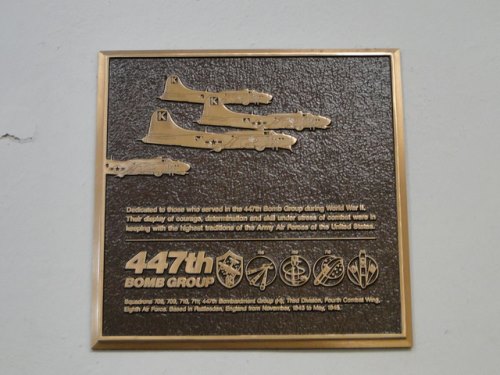 K
K
K
Dedicated to those who served in the 447th Bomb Group during World War II.
Their display of courage, determination and skill under stress of combat were in
keeping with the highest traditions of the Army Air Forces of the United States.
447th
BOMB GROUP
Squadrons 708, 709, 710, 711; 447th Bombardment Group (H); Third Division, Fourth Combat Wing,
Eighth Air Force. Based in Rattlesden, England from November, 1943 to May, 1945.